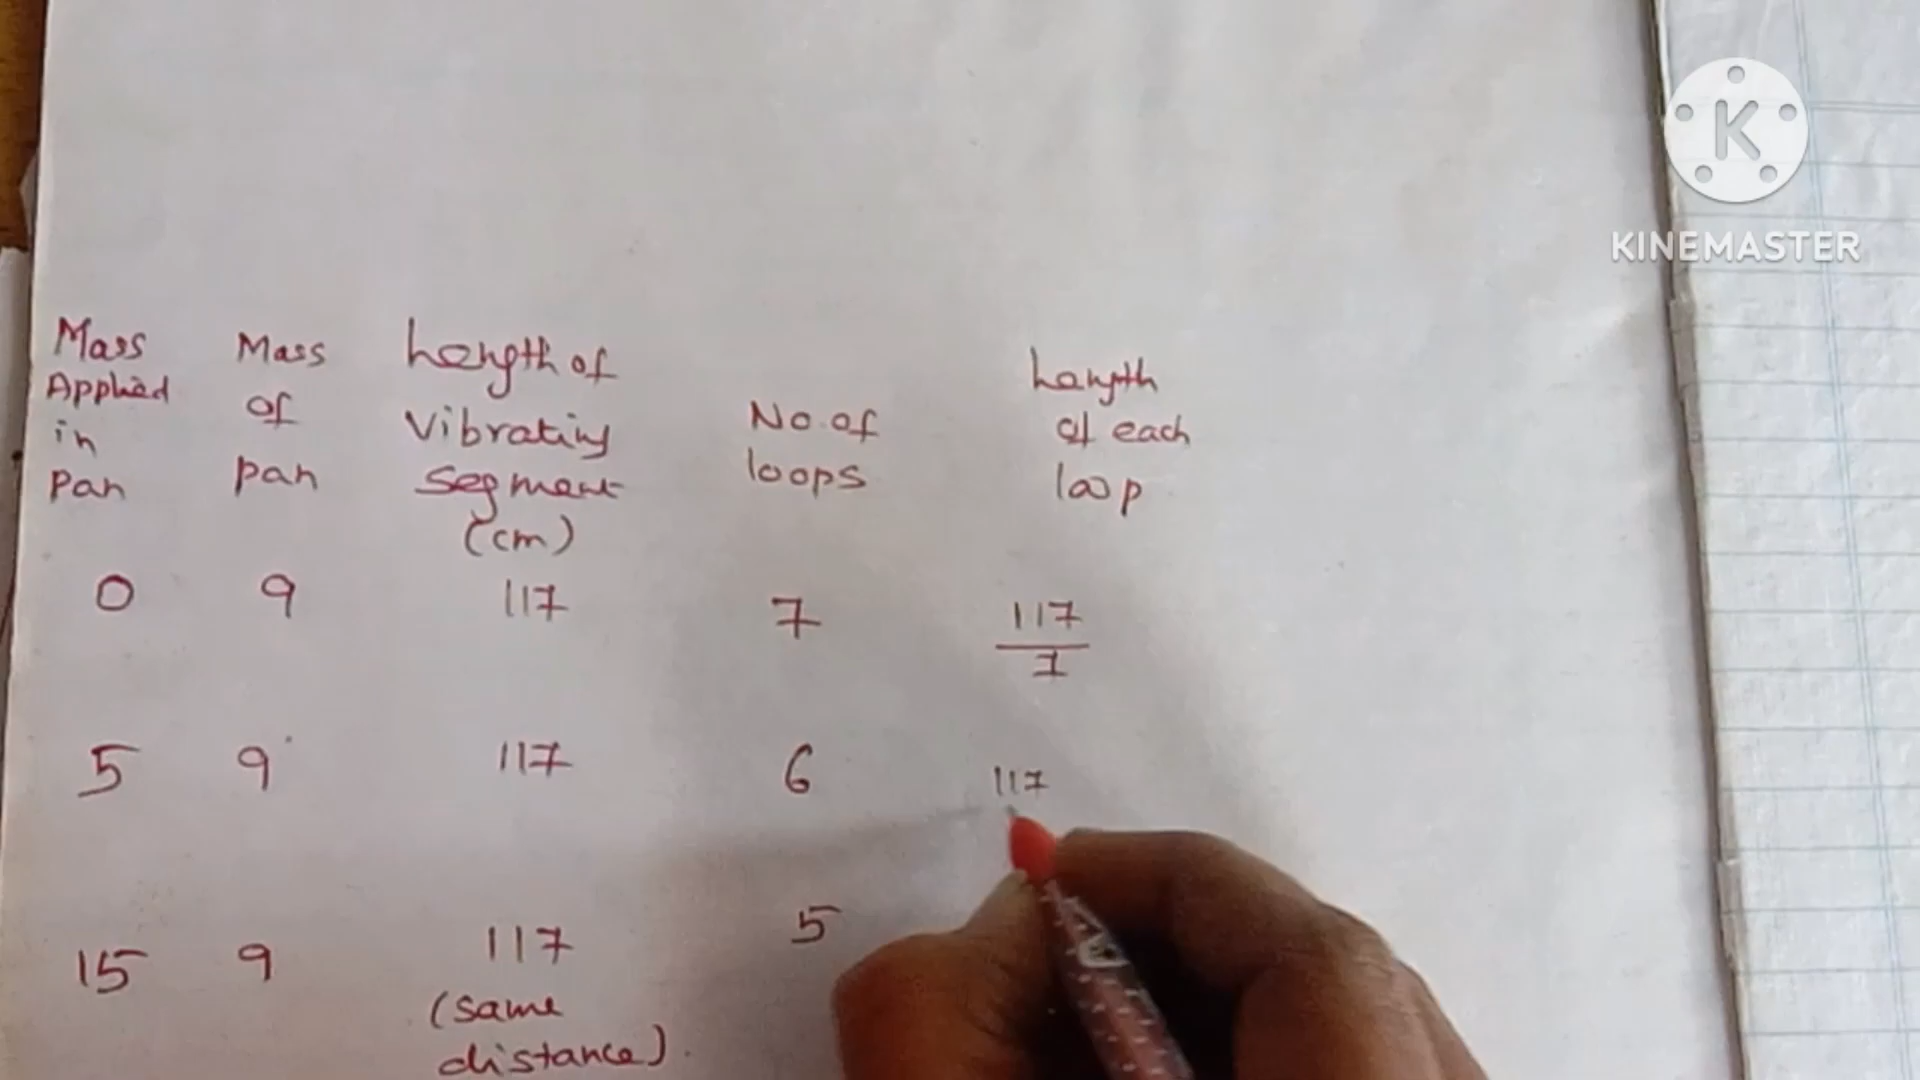 K
KINEMASTER
Mass
Applied
in
Pan
Mass
of
pan
Length of
Vibrating
Segment
(cm)
No. of
loops
Length
of each
loop
0 9 117 7 117
7
5 9 117 6 117
15 9 117 5
(same
distance).